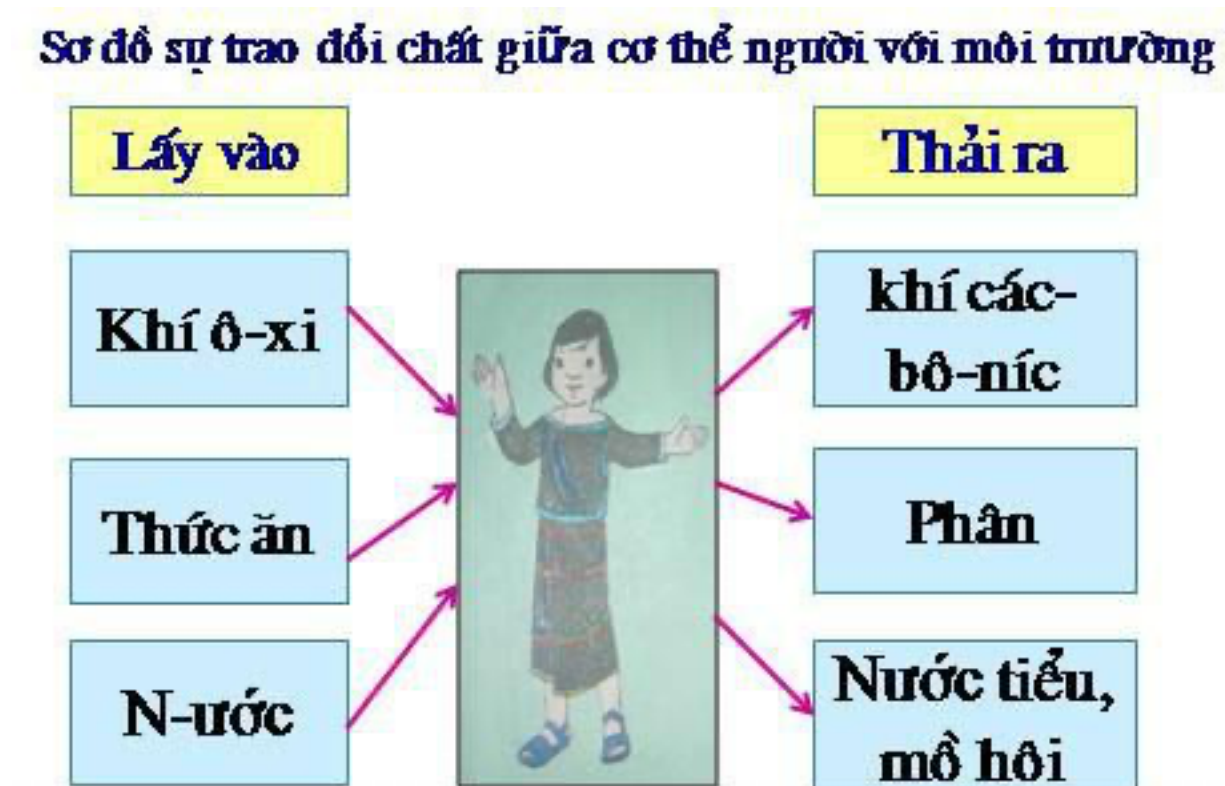 Sơ đồ sự trao đổi chất giữa cơ thể người với môi trưường
Lấy vào
Thải ra
Khí ô-xi
khí các-
bô-níc
Thức ăn
Phân
N-ước
Nước tiểu,
mồ hôi